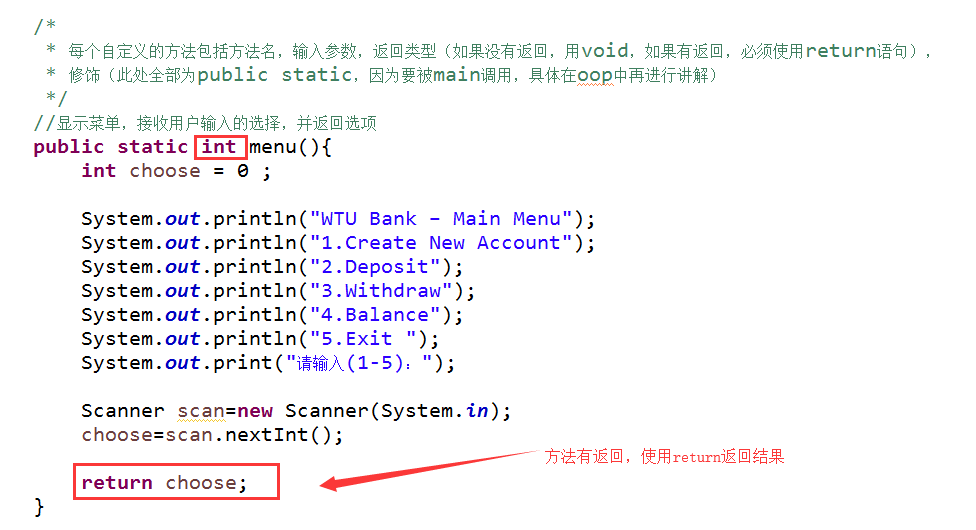 /*
 * 每个自定义的方法包括方法名，输入参数，返回类型（如果没有返回，用void，如果有返回，必须使用return语句），
 * 修饰（此处全部为public static，因为要被main调用，具体在oop中再进行讲解）
 */
//显示菜单，接收用户输入的选择，并返回选项
public static int menu(){
    int choose = 0 ;
    System.out.println("WTU Bank – Main Menu");
    System.out.println("1.Create New Account");
    System.out.println("2.Deposit");
    System.out.println("3.Withdraw");
    System.out.println("4.Balance");
    System.out.println("5.Exit ");
    System.out.print("请输入(1-5)：");
    Scanner scan=new Scanner(System.in);
    choose=scan.nextInt();
方法有返回，使用return返回结果
    return choose;
}